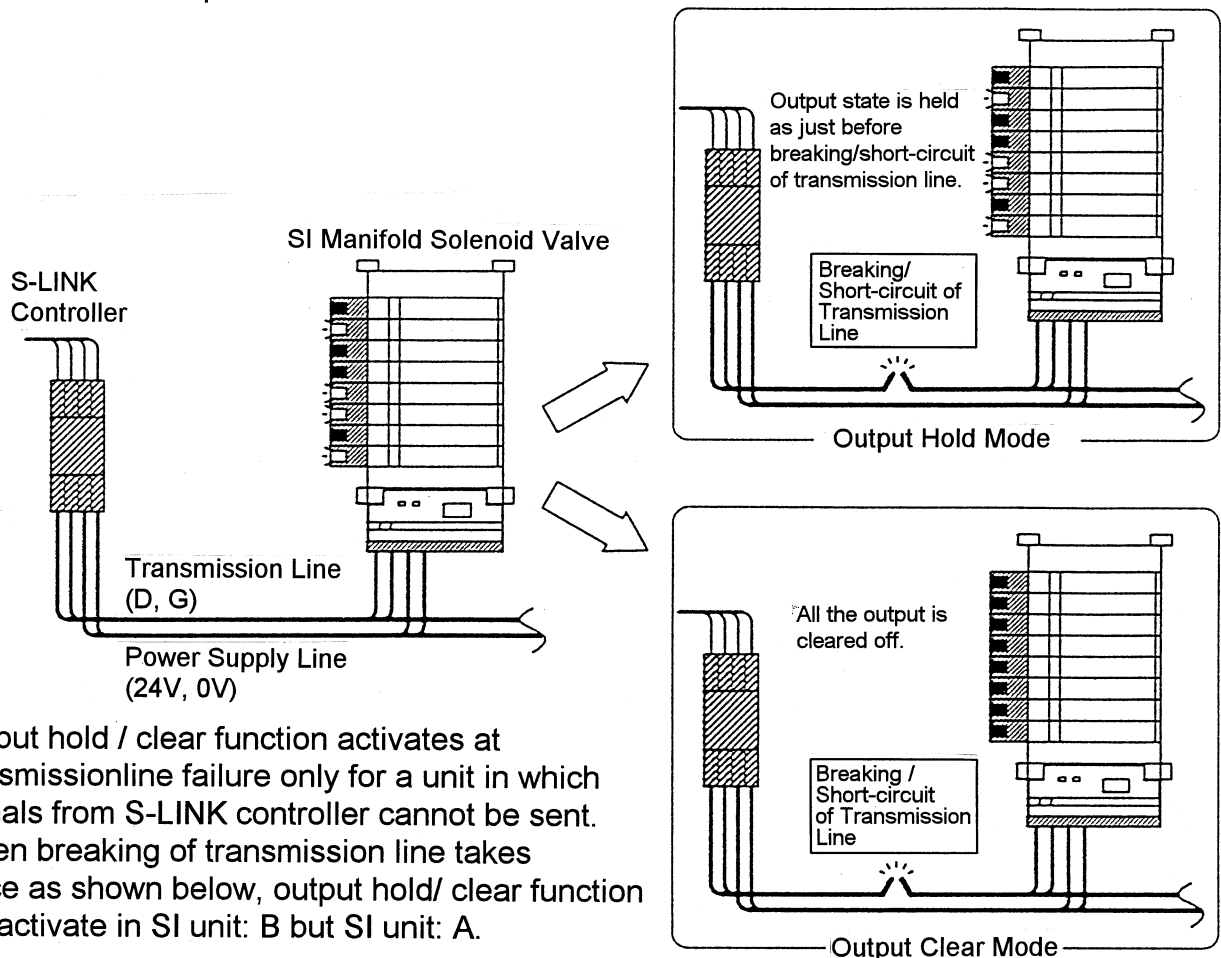 SI Manifold Solenoid Valve
S-LINK
Controller
Transmission Line
(D, G)
Power Supply Line
(24V, 0V)
Output state is held
as just before
breaking/short-circuit
of transmission line.
Breaking/
Short-circuit of
Transmission
Line
Output Hold Mode
All the output is
cleared off.
Breaking /
Short-circuit
of Transmission
Line
Output Clear Mode
put hold / clear function activates at
smissionline failure only for a unit in which
als from S-LINK controller cannot be sent.
en breaking of transmission line takes
ce as shown below, output hold/ clear function
activate in SI unit: B but SI unit: A.